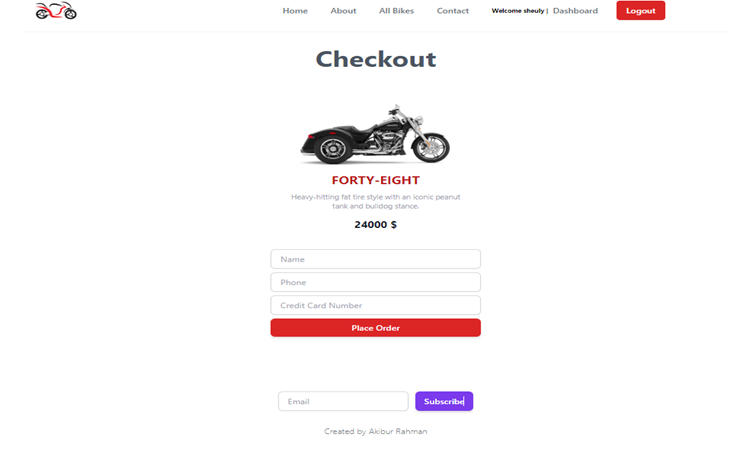 Home About All Bikes Contact Welcome sheuly | Dashboard Logout
Checkout
FORTY-EIGHT
Heavy-hitting fat tire style with an iconic peanut
tank and bulldog stance.
24000 $
Name
Phone
Credit Card Number
Place Order
Email Subscribe
Created by Akibur Rahman